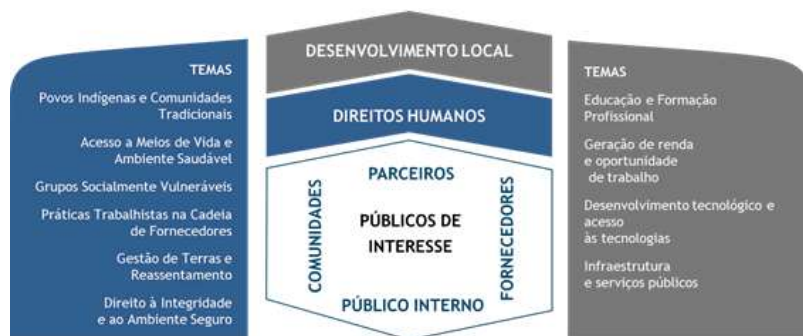 TEMAS
Povos Indígenas e Comunidades
Tradicionais
Acesso a Meios de Vida e
Ambiente Saudável
Grupos Socialmente Vulneráveis
Práticas Trabalhistas na Cadeia
de Fornecedores
Gestão de Terras e
Reassentamento
Direito à Integridade
e ao Ambiente Seguro
DESENVOLVIMENTO LOCAL
DIREITOS HUMANOS
PARCEIROS
COMUNIDADES
PÚBLICOS DE
INTERESSE
FORNECEDORES
PÚBLICO INTERNO
TEMAS
Educação e Formação
Profissional
Geração de renda
e oportunidade
de trabalho
Desenvolvimento tecnológico e
acesso
às tecnologias
Infraestrutura
e serviços públicos